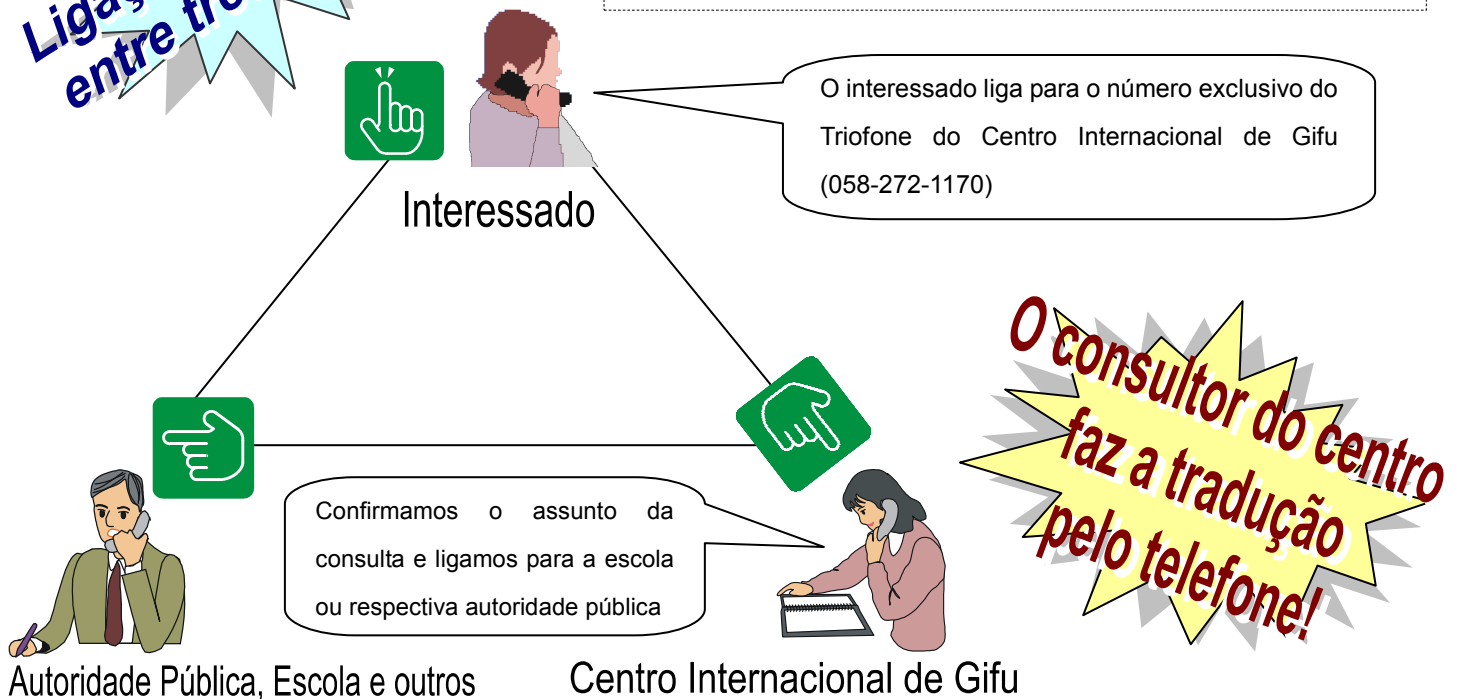 entre
O interessado liga para o número exclusivo do
Triofone do Centro Internacional de Gifu
(058-272-1170)
Interessado
O consultor do centro
faz a tradução
pelo telefone!
Confirmamos o assunto da
consulta e ligamos para a escola
ou respectiva autoridade pública
Autoridade Pública, Escola e outros
Centro Internacional de Gifu